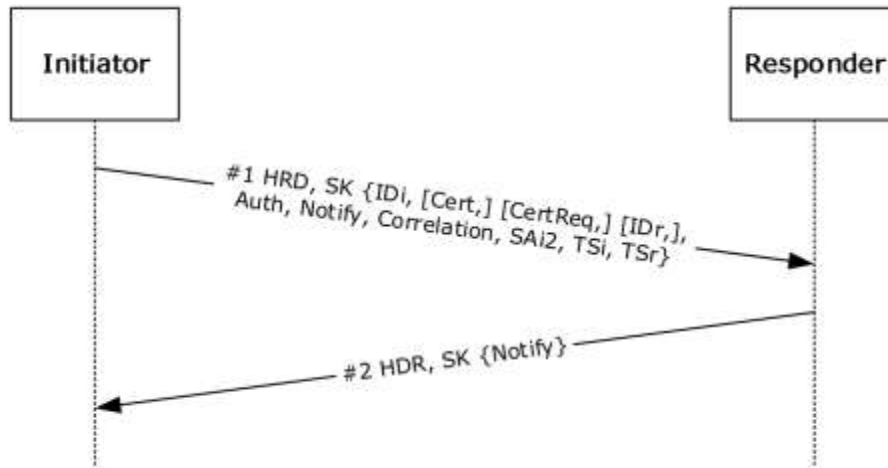 Initiator
Responder
#1 HRD, SK {IDi, [Cert,] [CertReq,] [IDr,],
Auth, Notify, Correlation, SAi2, TSi, TSr}
#2 HDR, SK {Notify}